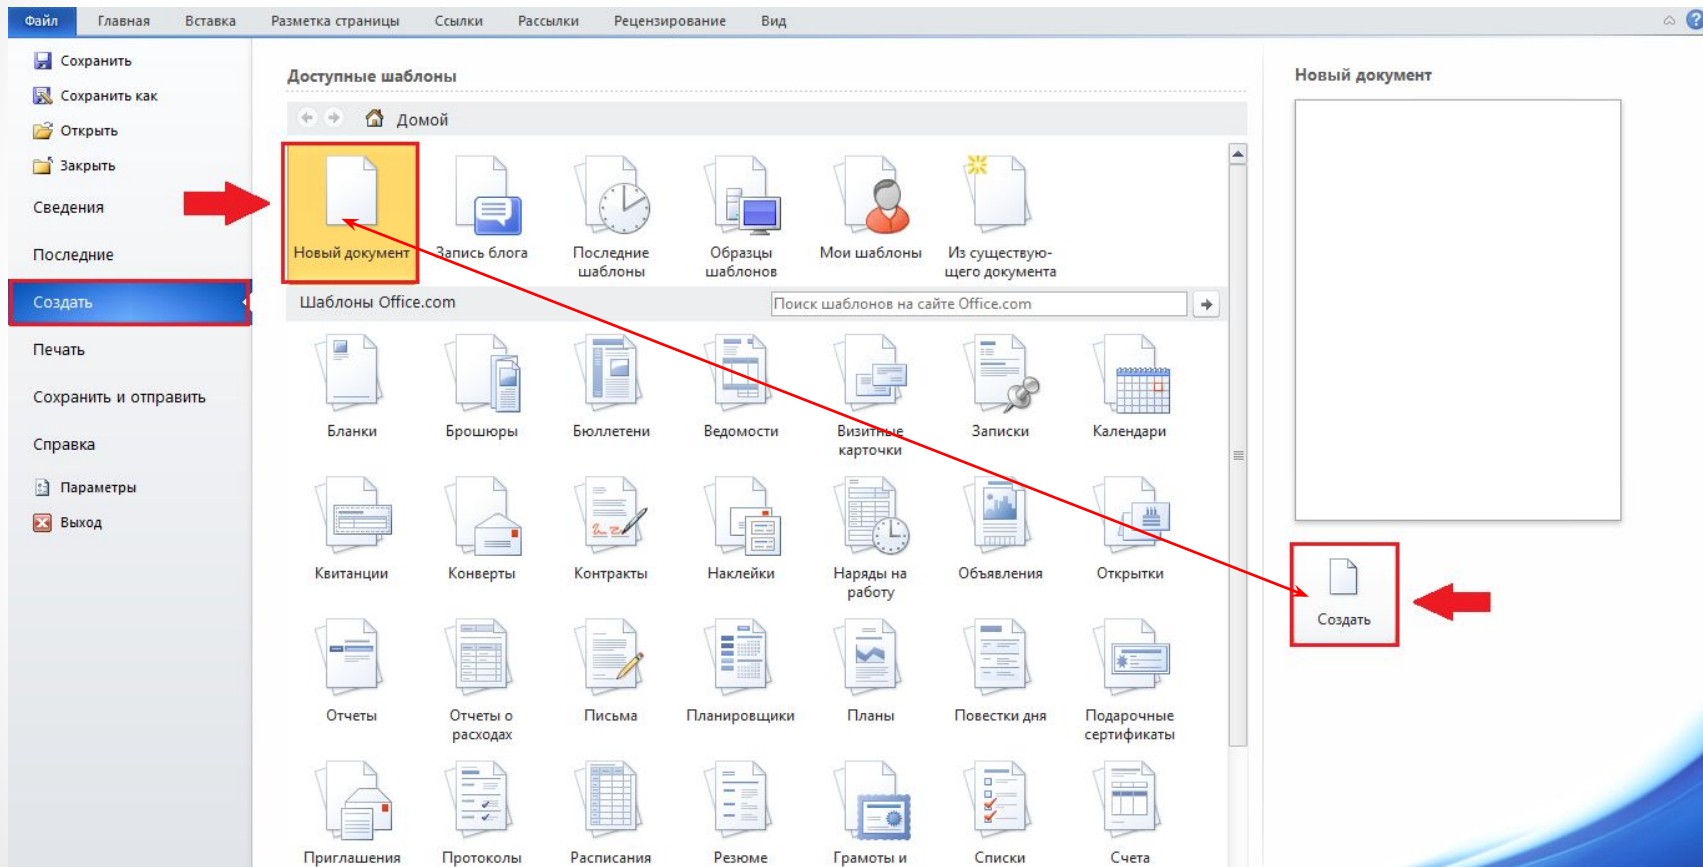 Файл Главная Вставка Разметка страницы Ссылки Рассылки Рецензирование Вид
Сохранить
Сохранить как
Открыть
Закрыть
Сведения
Последние
Создать
Печать
Сохранить и отправить
Справка
Параметры
Выход
Доступные шаблоны
Домой
Новый документ
Запись блога
Последние
шаблоны
Образцы
шаблонов
Мои шаблоны
Из существую-
щего документа
Шаблоны Office.com
Поиск шаблонов на сайте Office.com
Бланки
Брошюры
Бюллетени
Ведомости
Визитные
карточки
Записки
Календари
Квитанции
Конверты
Контракты
Наклейки
Наряды на
работу
Объявления
Открытки
Отчеты
Отчеты о
расходах
Письма
Планировщики
Планы
Повестки дня
Подарочные
сертификаты
Приглашения
Протоколы
Расписания
Резюме
Грамоты и
Списки
Счета
Новый документ
Создать